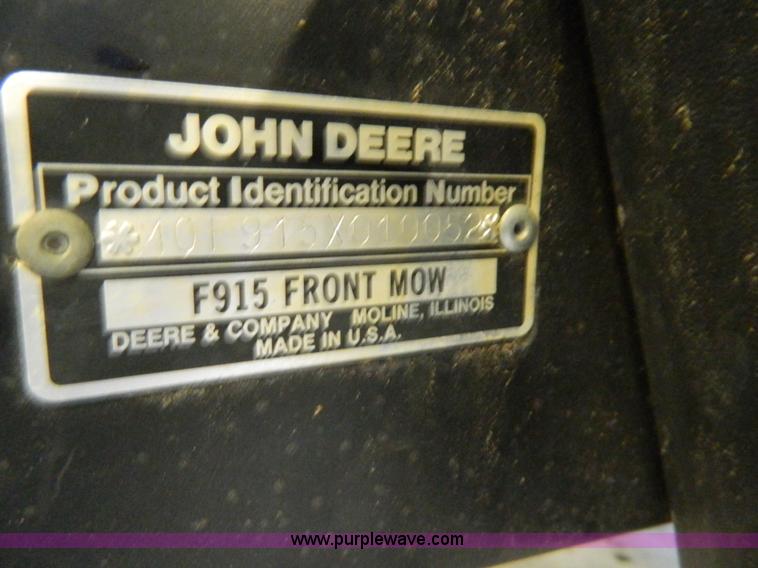 JOHN DEERE
Product Identification Number
F915 FRONT MOW
DEERE & COMPANY MOLINE, ILLINOIS
MADE IN U.S.A.
www.purplewave.com